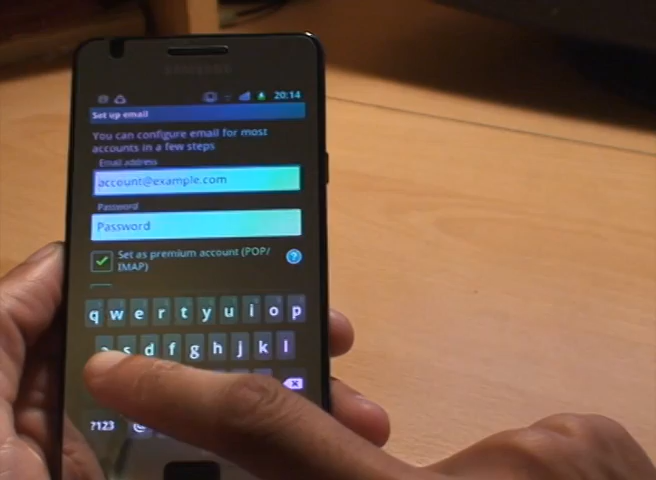 SAMSUNG
20:14
Set up email
You can configure email for most
accounts in a few steps
Email address
account@example.com
Password
Password
Set as premium account (POP/
IMAP)
?
q w e r t y u i o p
s d f g h j k l
?123 @